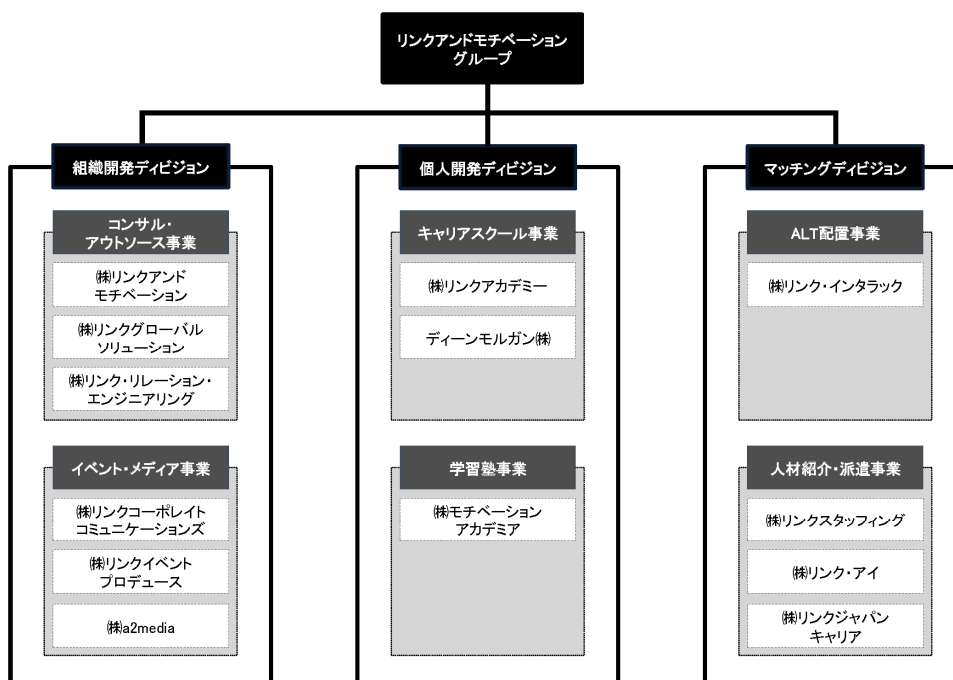 リンクアンドモチベーション
グループ
組織開発ディビジョン
コンサル・
アウトソース事業
㈱リンクアンド
モチベーション
㈱リンクグローバル
ソリューション
㈱リンク・リレーション・
エンジニアリング
イベント・メディア事業
㈱リンクコーポレイト
コミュニケーションズ
㈱リンクイベント
プロデュース
㈱a2media
個人開発ディビジョン
キャリアスクール事業
㈱リンクアカデミー
ディーンモルガン㈱
学習塾事業
㈱モチベーション
アカデミア
マッチングディビジョン
ALT配置事業
㈱リンク・インタラック
人材紹介・派遣事業
㈱リンクスタッフィング
㈱リンク・アイ
㈱リンクジャパン
キャリア